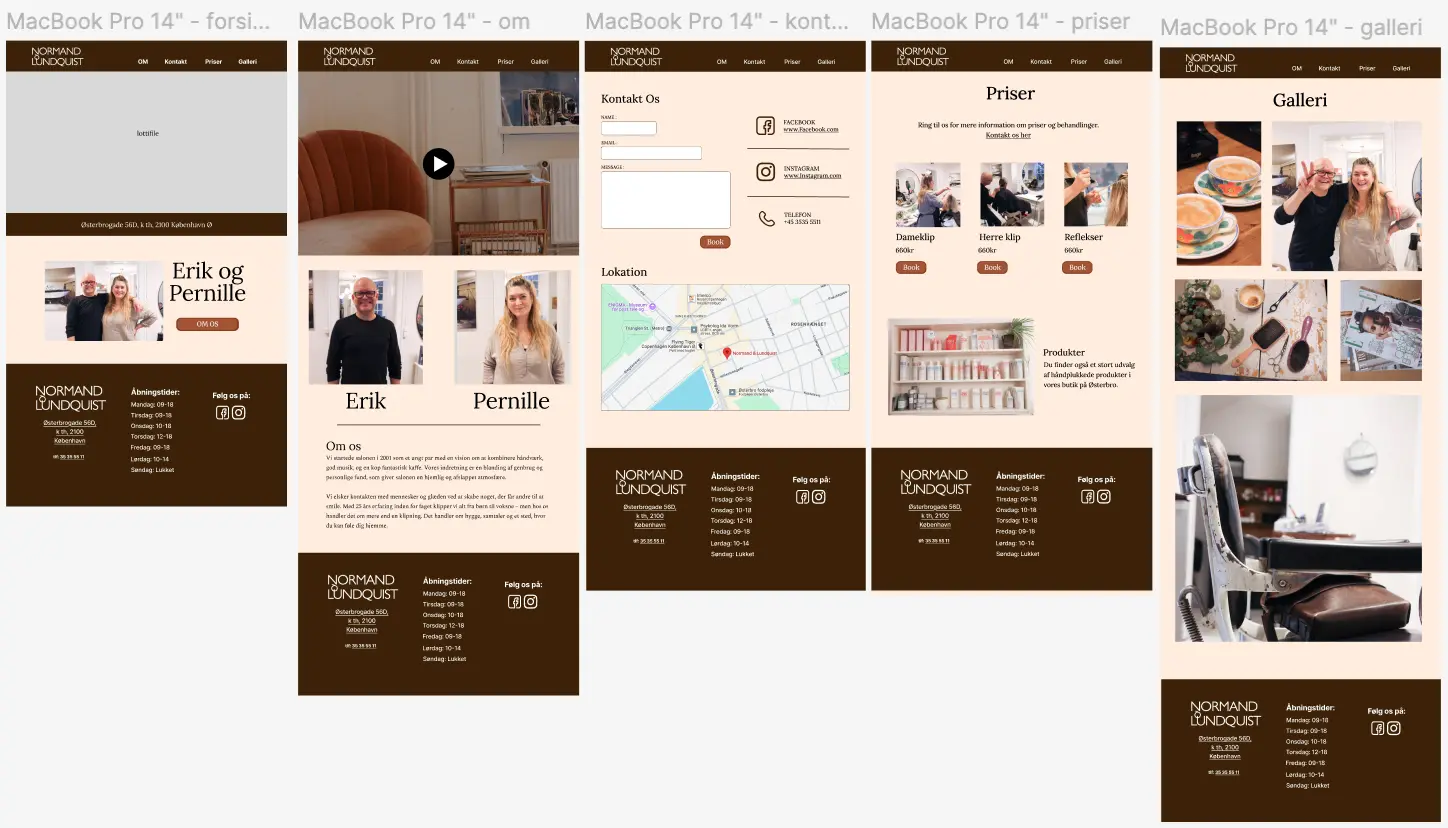 MacBook Pro 14" - forsi...
NORMAND
& LUNDQUIST
OM Kontakt Priser Galleri
lottifile
Østerbrogade 56D, k th, 2100 København Ø
Erik og
Pernille
OM OS
NORMAND
& LUNDQUIST
Østerbrogade 56D,
k th, 2100
København
tlf: 35 35 55 11
Åbningstider:
Mandag: 09-18
Tirsdag: 09-18
Onsdag: 10-18
Torsdag: 12-18
Fredag: 09-18
Lørdag: 10-14
Søndag: Lukket
Følg os på:
MacBook Pro 14" - om
NORMAND
& LUNDQUIST
OM Kontakt Priser Galleri
Erik
Pernille
Om os
Vi startede salonen i 2001 som et ungt par med en vision om at kombinere håndværk,
god musik, og en kop fantastisk kaffe. Vores indretning er en blanding af genbrug og
personlige fund, som giver salonen en hjemlig og afslappet atmosfære.
Vi elsker kontakten med mennesker og glæden ved at skabe noget, der får andre til at
smile. Med 25 års erfaring inden for faget klipper vi alt fra børn til voksne – men hos os
handler det om mere end en klipning. Det handler om hygge, samtaler og et sted, hvor
du kan føle dig hjemme.
NORMAND
& LUNDQUIST
Østerbrogade 56D,
k th, 2100
København
tlf: 35 35 55 11
Åbningstider:
Mandag: 09-18
Tirsdag: 09-18
Onsdag: 10-18
Torsdag: 12-18
Fredag: 09-18
Lørdag: 10-14
Søndag: Lukket
Følg os på:
MacBook Pro 14" - kont...
NORMAND
& LUNDQUIST
OM Kontakt Priser Galleri
Kontakt Os
NAME :
EMAIL :
MESSAGE :
Book
FACEBOOK
www.Facebook.com
INSTAGRAM
www.Instagram.com
TELEFON
+45 3535 5511
Lokation
ENIGMA - Museum
Trianglen St.
Psykolog Ida Vorm
Flying Tiger
Copenhagen København Ø
ROSENVÆNGET
Normand & Lundquist
Østerbro Fodpleje
NORMAND
& LUNDQUIST
Østerbrogade 56D,
k th, 2100
København
tlf: 35 35 55 11
Åbningstider:
Mandag: 09-18
Tirsdag: 09-18
Onsdag: 10-18
Torsdag: 12-18
Fredag: 09-18
Lørdag: 10-14
Søndag: Lukket
Følg os på:
MacBook Pro 14" - priser
NORMAND
& LUNDQUIST
OM Kontakt Priser Galleri
Priser
Ring til os for mere information om priser og behandlinger.
Kontakt os her
Dameklip
660kr
Book
Herre klip
660kr
Book
Reflekser
660kr
Book
Produkter
Du finder også et stort udvalg
af håndplukkede produkter i
vores butik på Østerbro.
NORMAND
& LUNDQUIST
Østerbrogade 56D,
k th, 2100
København
tlf: 35 35 55 11
Åbningstider:
Mandag: 09-18
Tirsdag: 09-18
Onsdag: 10-18
Torsdag: 12-18
Fredag: 09-18
Lørdag: 10-14
Søndag: Lukket
Følg os på:
MacBook Pro 14" - galleri
NORMAND
& LUNDQUIST
OM Kontakt Priser Galleri
Galleri
NORMAND
& LUNDQUIST
Østerbrogade 56D,
k th, 2100
København
tlf: 35 35 55 11
Åbningstider:
Mandag: 09-18
Tirsdag: 09-18
Onsdag: 10-18
Torsdag: 12-18
Fredag: 09-18
Lørdag: 10-14
Søndag: Lukket
Følg os på: